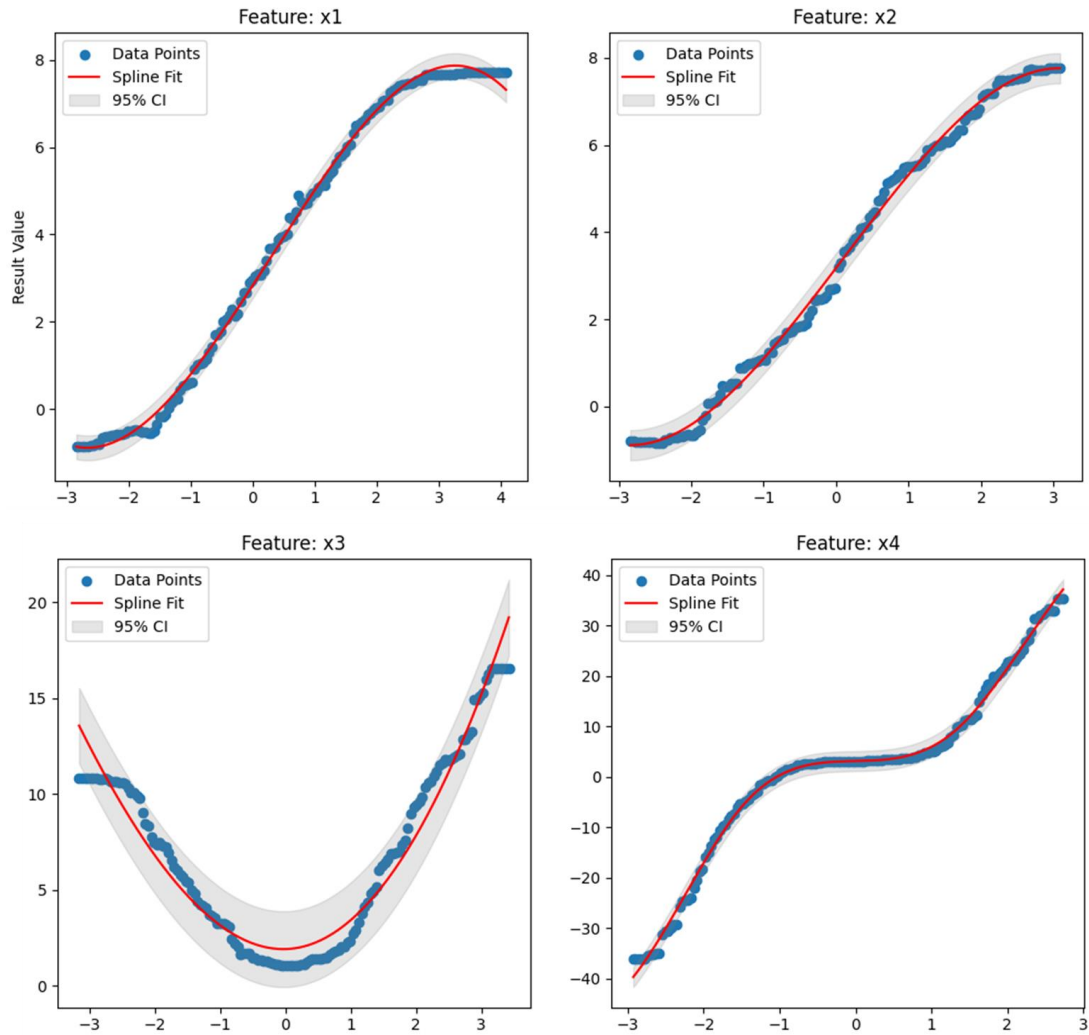 Feature: x1
Data Points
Spline Fit
95% CI
Result Value
8
6
4
2
0
−3 −2 −1 0 1 2 3 4
Feature: x2
Data Points
Spline Fit
95% CI
8
6
4
2
0
−3 −2 −1 0 1 2 3
Feature: x3
Data Points
Spline Fit
95% CI
20
15
10
5
0
−3 −2 −1 0 1 2 3
Feature: x4
Data Points
Spline Fit
95% CI
40
30
20
10
0
−10
−20
−30
−40
−3 −2 −1 0 1 2 3